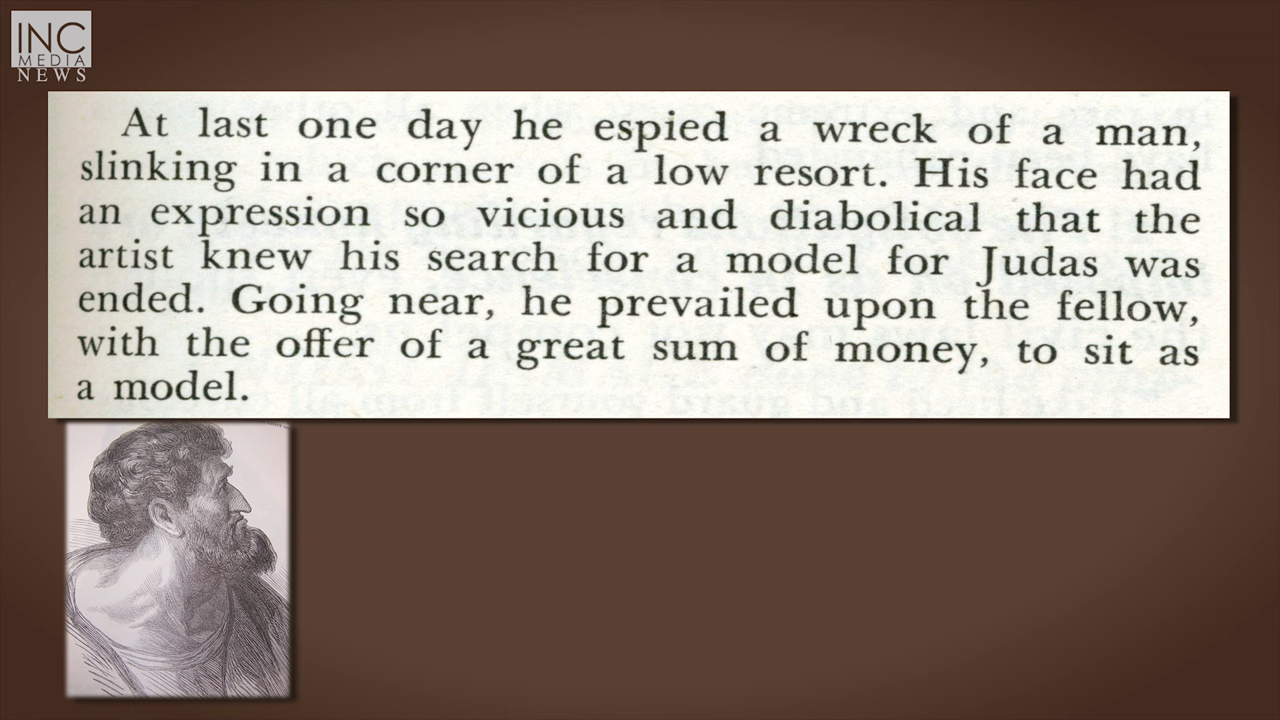 INC
MEDIA
NEWS
At last one day he espied a wreck of a man,
slinking in a corner of a low resort. His face had
an expression so vicious and diabolical that the
artist knew his search for a model for Judas was
ended. Going near, he prevailed upon the fellow,
with the offer of a great sum of money, to sit as
a model.